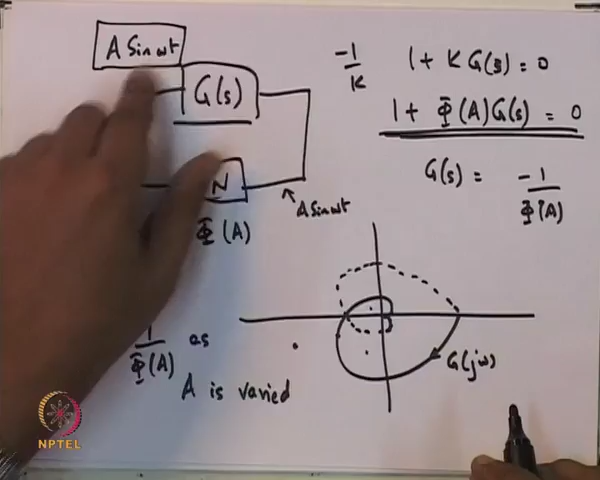 A Sin ωt
G(s)
N
A sin ωt
Φ(A)
-1/K
1 + K G(s) = 0
1 + Φ(A)G(s) = 0
G(s) = -1/Φ(A)
G(jω)
1/Φ(A) as
A is varied
NPTEL